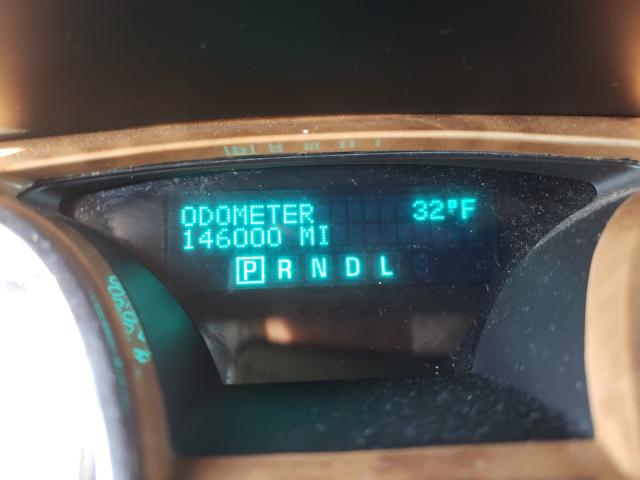 ODOMETER 32°F
146000 MI
P R N D L